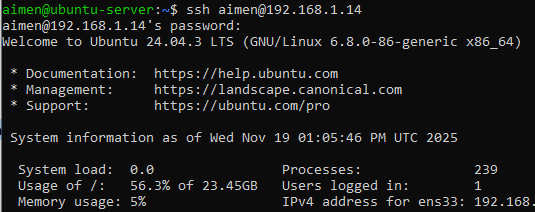 aimen@ubuntu-server:~$ ssh aimen@192.168.1.14
aimen@192.168.1.14's password:
Welcome to Ubuntu 24.04.3 LTS (GNU/Linux 6.8.0-86-generic x86_64)
* Documentation:  https://help.ubuntu.com
* Management:     https://landscape.canonical.com
* Support:        https://ubuntu.com/pro
System information as of Wed Nov 19 01:05:46 PM UTC 2025
System load:  0.0                Processes:              239
Usage of /:   56.3% of 23.45GB   Users logged in:        1
Memory usage: 5%                 IPv4 address for ens33: 192.168.